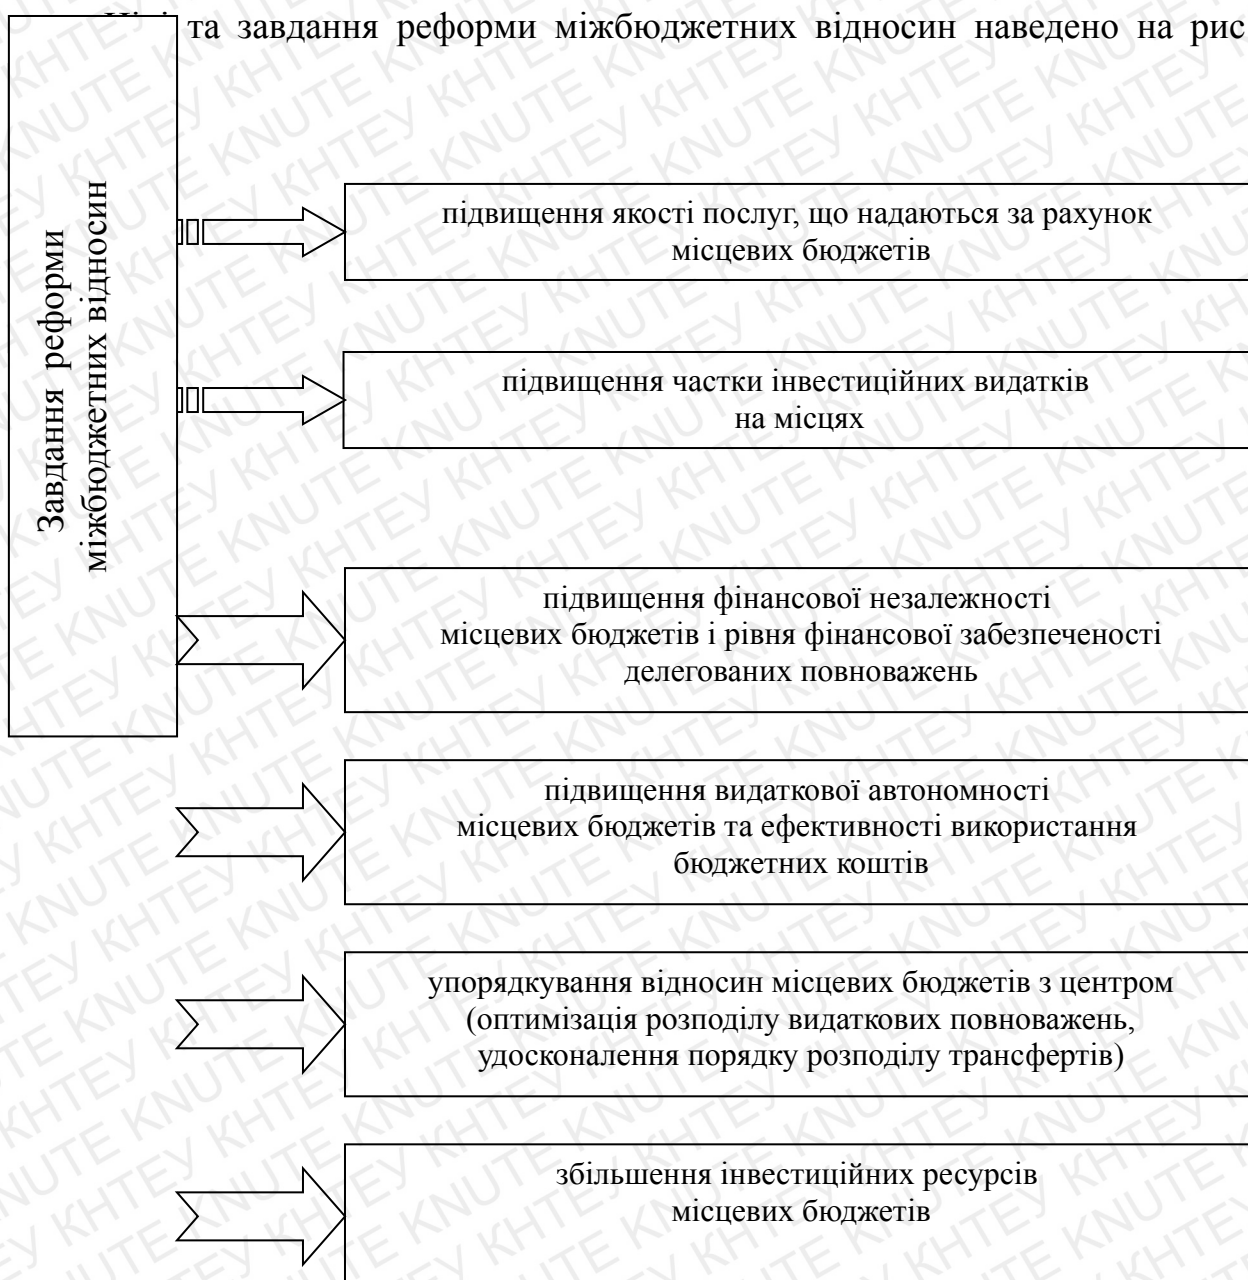 та завдання реформи міжбюджетних відносин наведено на рис
Завдання реформи
міжбюджетних відносин
підвищення якості послуг, що надаються за рахунок
місцевих бюджетів
підвищення частки інвестиційних видатків
на місцях
підвищення фінансової незалежності
місцевих бюджетів і рівня фінансової забезпеченості
делегованих повноважень
підвищення видаткової автономності
місцевих бюджетів та ефективності використання
бюджетних коштів
упорядкування відносин місцевих бюджетів з центром
(оптимізація розподілу видаткових повноважень,
удосконалення порядку розподілу трансфертів)
збільшення інвестиційних ресурсів
місцевих бюджетів